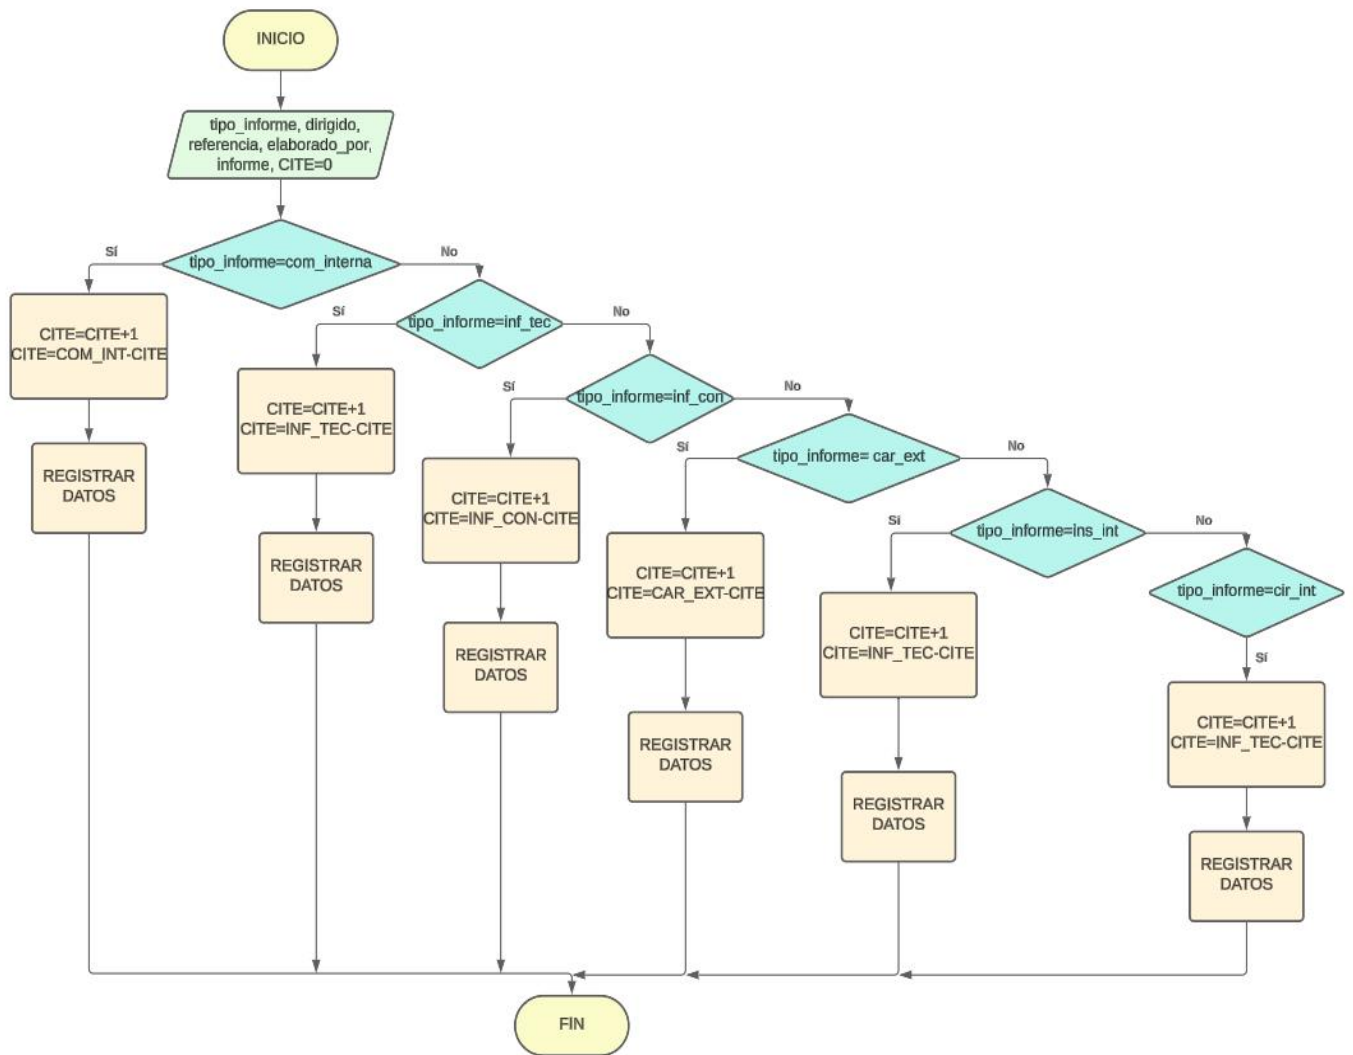 INICIO
tipo_informe, dirigido,
referencia, elaborado_por,
informe, CITE=0
Sí
tipo_informe=com_interna
No
CITE=CITE+1
CITE=COM_INT-CITE
REGISTRAR
DATOS
Sí
tipo_informe=inf_tec
No
CITE=CITE+1
CITE=INF_TEC-CITE
REGISTRAR
DATOS
Sí
tipo_informe=inf_con
No
CITE=CITE+1
CITE=INF_CON-CITE
REGISTRAR
DATOS
Sí
tipo_informe= car_ext
No
CITE=CITE+1
CITE=CAR_EXT-CITE
REGISTRAR
DATOS
Sí
tipo_informe=ins_int
No
CITE=CITE+1
CITE=INF_TEC-CITE
REGISTRAR
DATOS
tipo_informe=cir_int
Sí
CITE=CITE+1
CITE=INF_TEC-CITE
REGISTRAR
DATOS
FIN